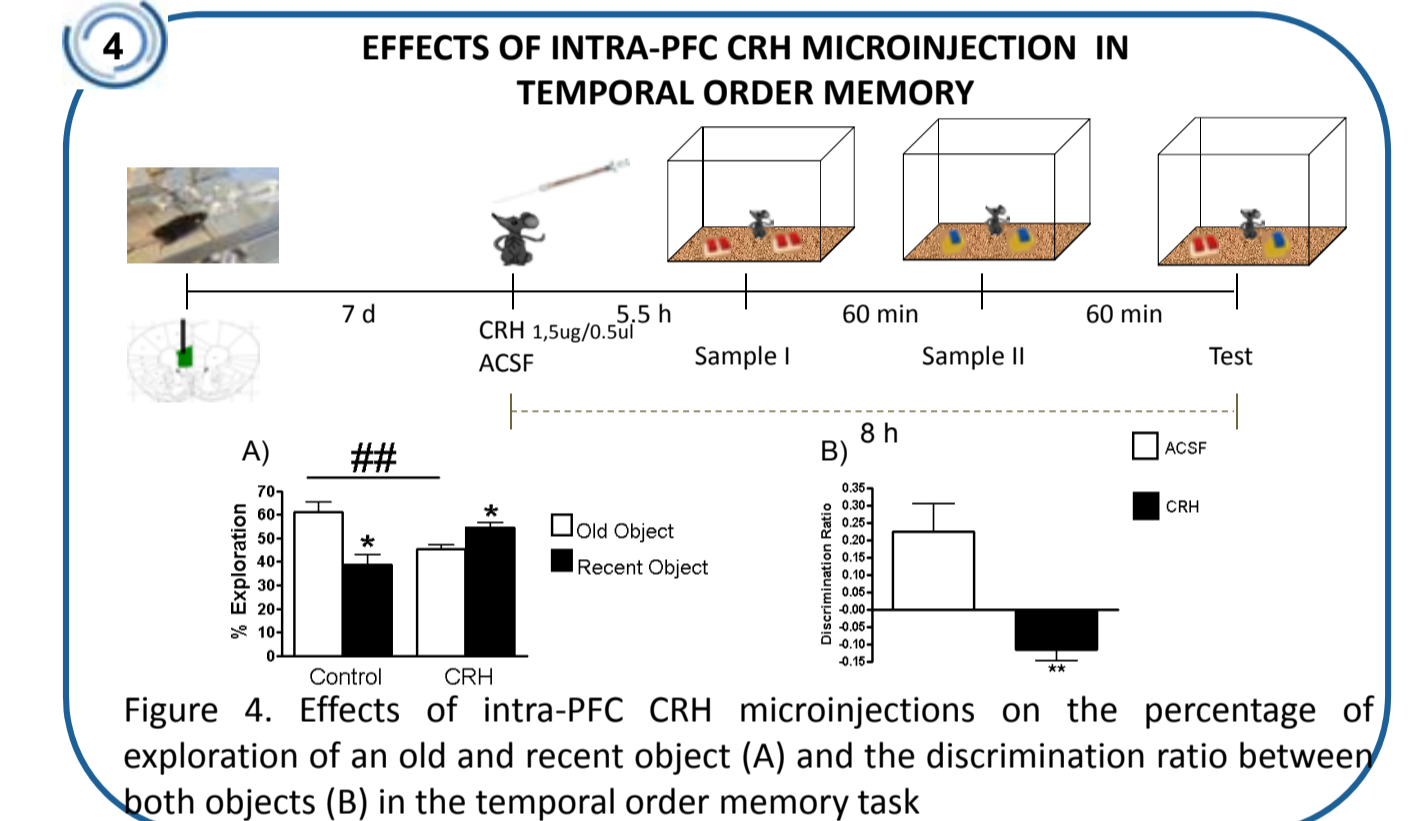 4
EFFECTS OF INTRA-PFC CRH MICROINJECTION IN
TEMPORAL ORDER MEMORY
7 d
5.5 h
60 min
60 min
CRH 1,5ug/0.5ul
ACSF
Sample I
Sample II
Test
8 h
A)
##
% Exploration
70
60
50
40
30
20
10
0
*
*
Control
CRH
Old Object
Recent Object
B)
Discrimination Ratio
0.35
0.30
0.25
0.20
0.15
0.10
0.05
-0.00
-0.05
-0.10
-0.15
**
ACSF
CRH
Figure 4. Effects of intra-PFC CRH microinjections on the percentage of
exploration of an old and recent object (A) and the discrimination ratio between
both objects (B) in the temporal order memory task